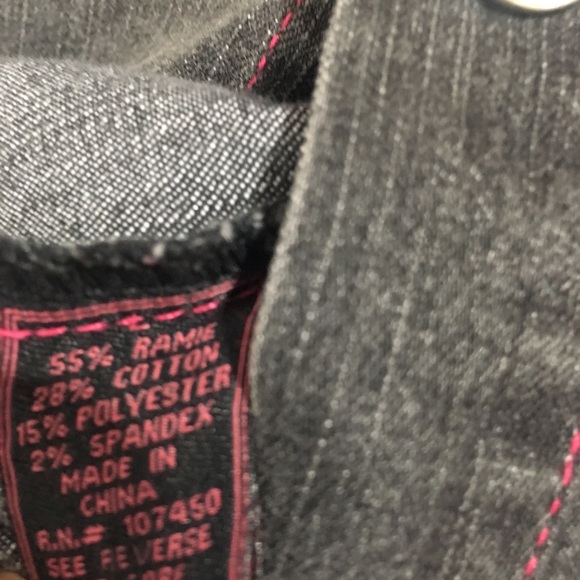 55% RAMIE
28% COTTON
15% POLYESTER
2% SPANDEX
MADE IN
CHINA
R.N.# 107450
SEE REVERSE